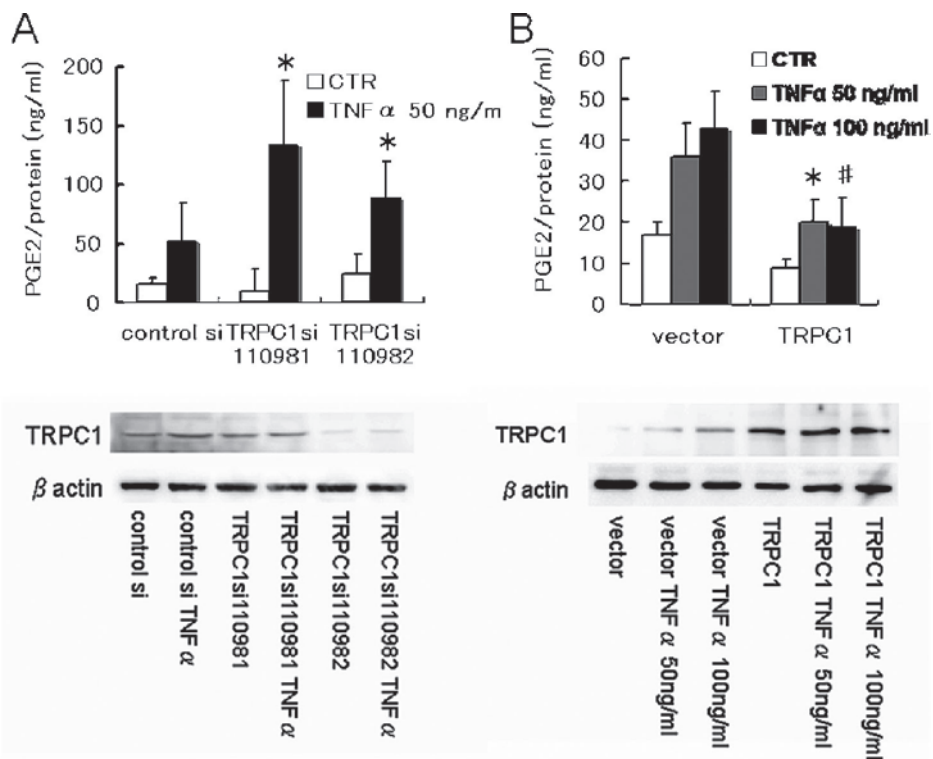 A
PGE2/protein (ng/ml)
200
150
100
50
0
CTR
TNF α 50 ng/m
*
*
control si
TRPC1si
110981
TRPC1si
110982
B
PGE2/protein (ng/ml)
60
50
40
30
20
10
0
CTR
TNFα 50 ng/ml
TNFα 100 ng/ml
*
#
vector
TRPC1
TRPC1
β actin
control si
control si TNF α
TRPC1si110981
TRPC1si110981 TNF α
TRPC1si110982
TRPC1si110982 TNF α
TRPC1
β actin
vector
vector TNF α 50ng/ml
vector TNF α 100ng/ml
TRPC1
TRPC1 TNF α 50ng/ml
TRPC1 TNF α 100ng/ml